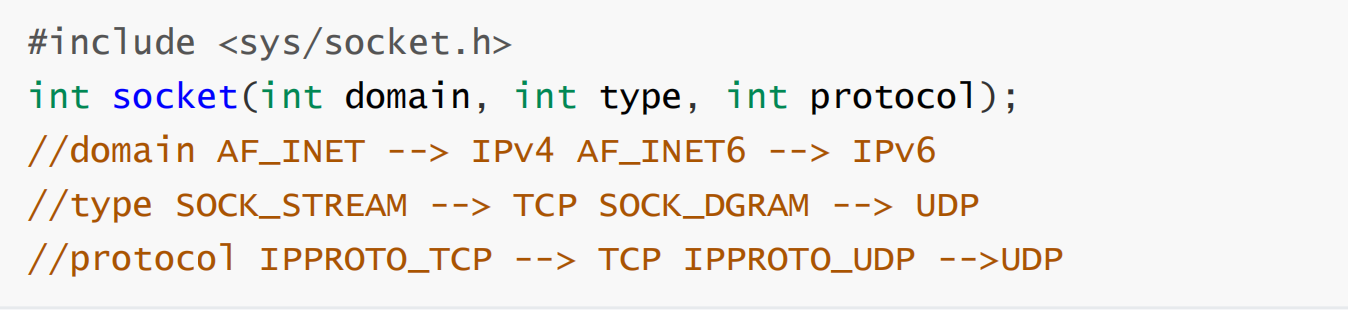 #include <sys/socket.h>
int socket(int domain, int type, int protocol);
//domain AF_INET --> IPv4 AF_INET6 --> IPv6
//type SOCK_STREAM --> TCP SOCK_DGRAM --> UDP
//protocol IPPROTO_TCP --> TCP IPPROTO_UDP -->UDP